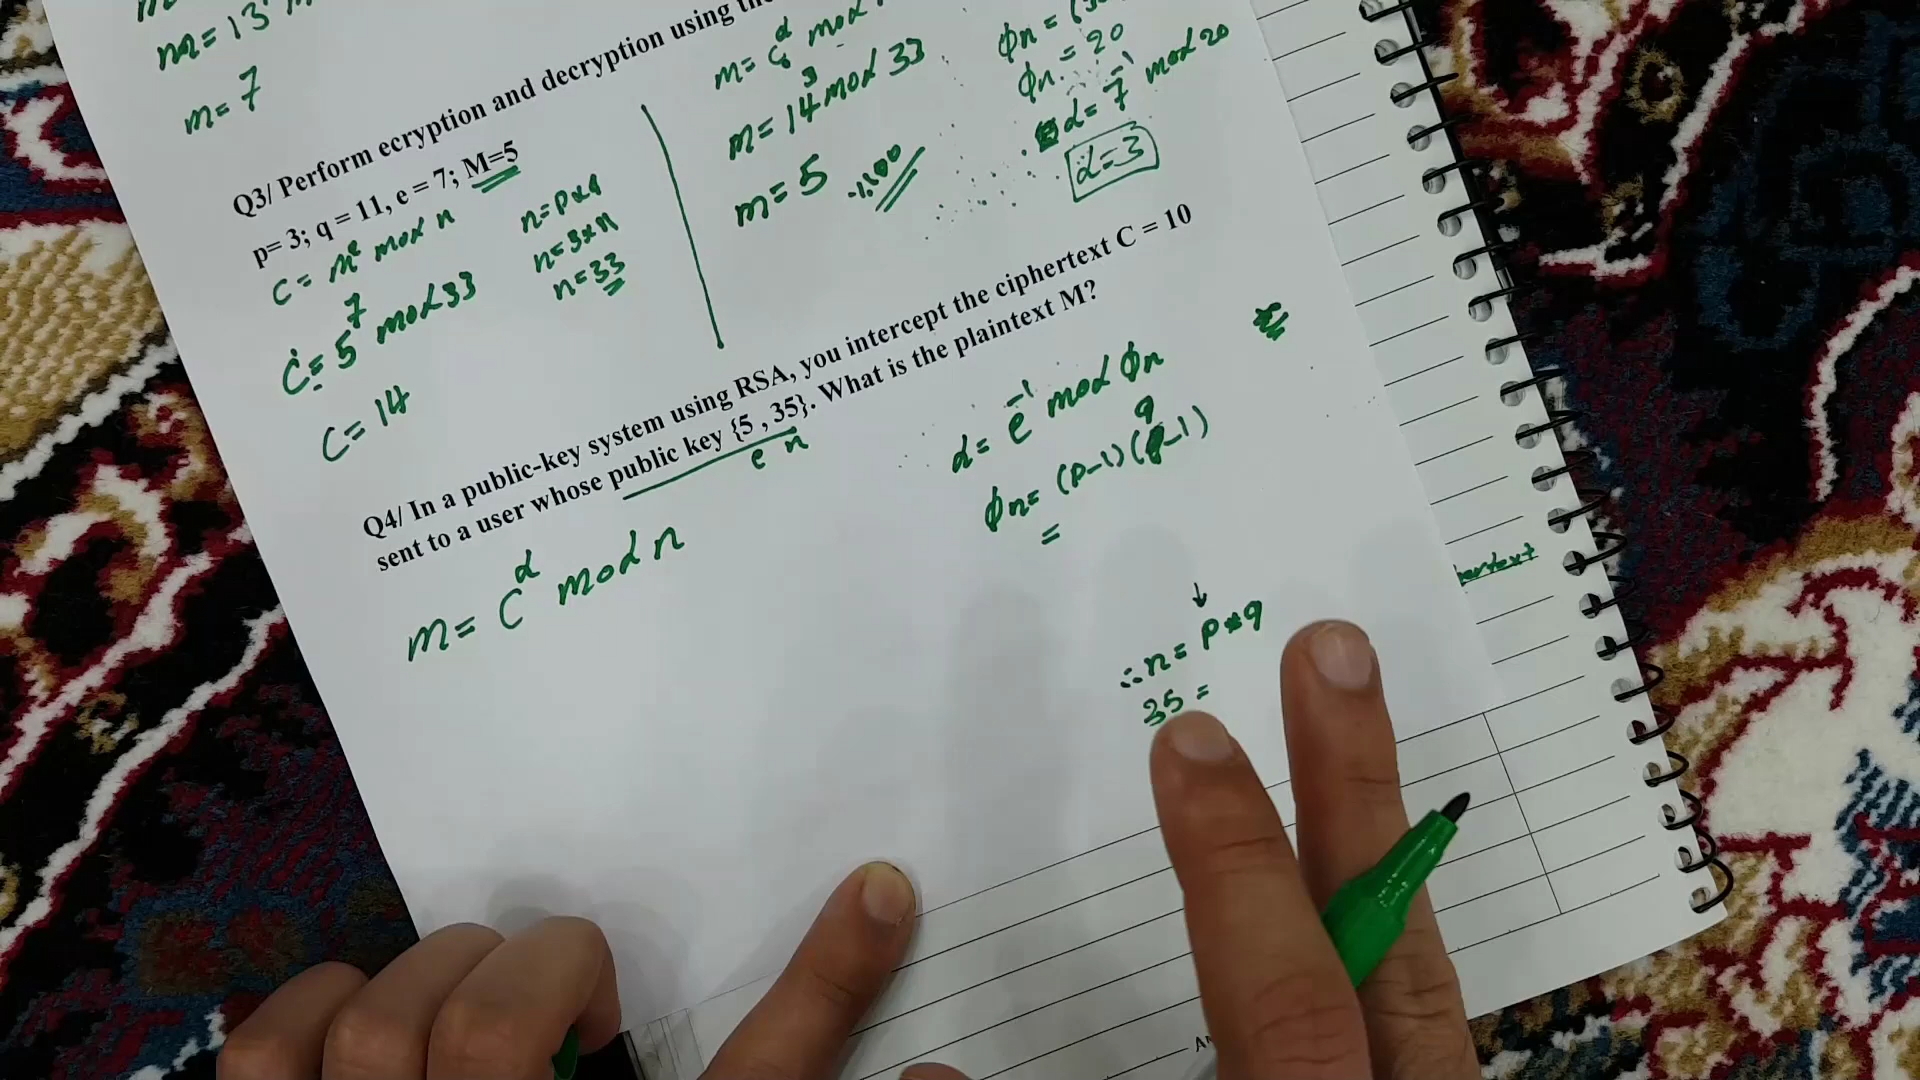 m = 13
m = 7
Q3/ Perform ecryption and decryption using the
p= 3; q = 11, e = 7; M=5
C = m^e mod n
C = 5^7 mod 33
C = 14
n = p*q
n = 3*11
n = 33
m = C^d mod
m = 14^3 mod 33
m = 5
Φn =
Φn = 20
d = 7^-1 mod 20
d = 3
Q4/ In a public-key system using RSA, you intercept the ciphertext C = 10
sent to a user whose public key {5 , 35}. What is the plaintext M?
e n
m = C^d mod n
d = e^-1 mod Φn
Φn = (p-1)(q-1)
=
∴ n = p*q
35 =